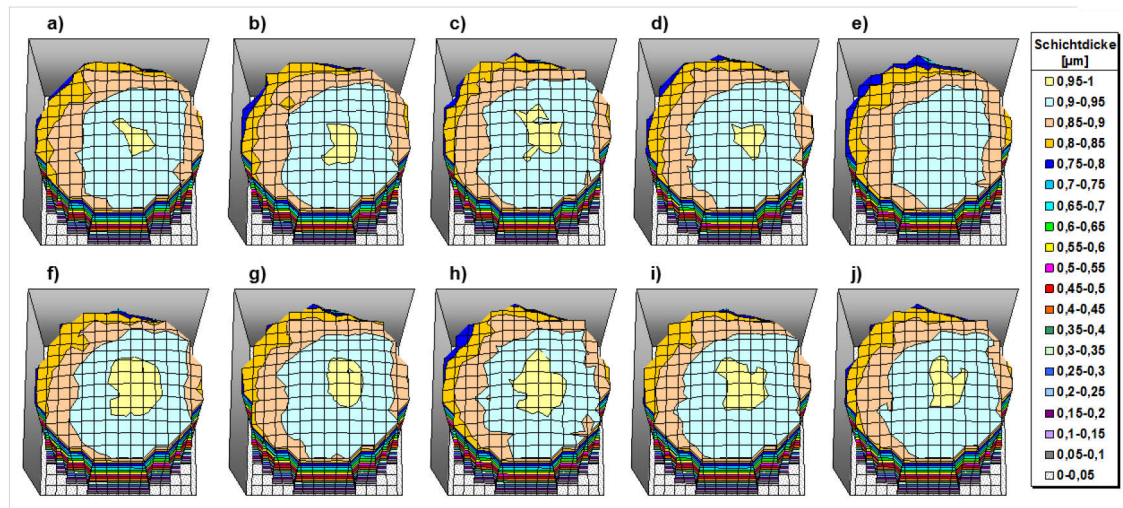 a)
b)
c)
d)
e)
f)
g)
h)
i)
j)
Schichtdicke
[µm]
0,95-1
0,9-0,95
0,85-0,9
0,8-0,85
0,75-0,8
0,7-0,75
0,65-0,7
0,6-0,65
0,55-0,6
0,5-0,55
0,45-0,5
0,4-0,45
0,35-0,4
0,3-0,35
0,25-0,3
0,2-0,25
0,15-0,2
0,1-0,15
0,05-0,1
0-0,05